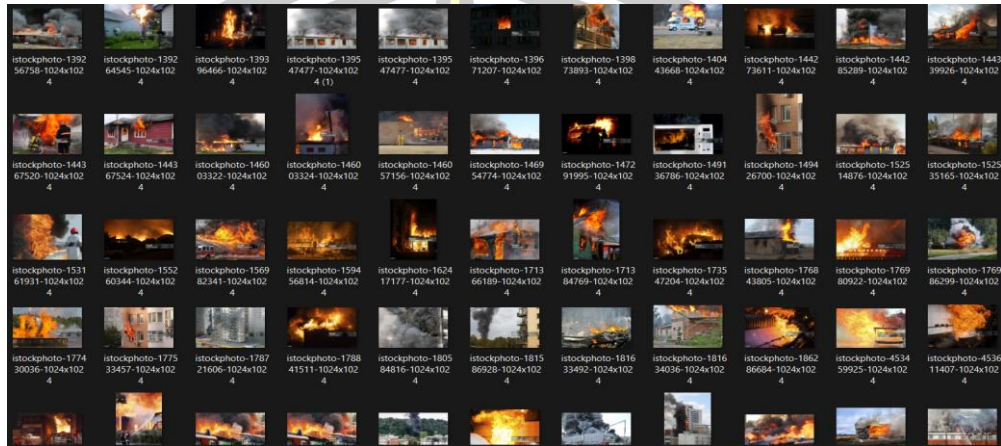 istockphoto-1392 istockphoto-1392 istockphoto-1393 istockphoto-1395 istockphoto-1395 istockphoto-1396 istockphoto-1398 istockphoto-1404 istockphoto-1442 istockphoto-1442 istockphoto-1443
56758-1024x102 64545-1024x102 96466-1024x102 47477-1024x102 47477-1024x102 71207-1024x102 73893-1024x102 43668-1024x102 73611-1024x102 85289-1024x102 39926-1024x102
4 4 4 4 (1) 4 4 4 4 4 4 4
istockphoto-1443 istockphoto-1443 istockphoto-1460 istockphoto-1460 istockphoto-1460 istockphoto-1469 istockphoto-1472 istockphoto-1491 istockphoto-1494 istockphoto-1525 istockphoto-1525
67520-1024x102 67524-1024x102 03322-1024x102 03324-1024x102 57156-1024x102 54774-1024x102 91995-1024x102 36786-1024x102 26700-1024x102 14876-1024x102 35165-1024x102
4 4 4 4 4 4 4 4 4 4 4
istockphoto-1531 istockphoto-1552 istockphoto-1569 istockphoto-1594 istockphoto-1624 istockphoto-1713 istockphoto-1713 istockphoto-1735 istockphoto-1768 istockphoto-1769 istockphoto-1769
61931-1024x102 60344-1024x102 82341-1024x102 56814-1024x102 17177-1024x102 66189-1024x102 84769-1024x102 47204-1024x102 43805-1024x102 80922-1024x102 86299-1024x102
4 4 4 4 4 4 4 4 4 4 4
istockphoto-1774 istockphoto-1775 istockphoto-1787 istockphoto-1788 istockphoto-1805 istockphoto-1815 istockphoto-1816 istockphoto-1816 istockphoto-1862 istockphoto-4534 istockphoto-4536
30036-1024x102 33457-1024x102 21606-1024x102 41511-1024x102 84816-1024x102 86928-1024x102 33492-1024x102 34036-1024x102 86684-1024x102 59925-1024x102 11407-1024x102
4 4 4 4 4 4 4 4 4 4 4